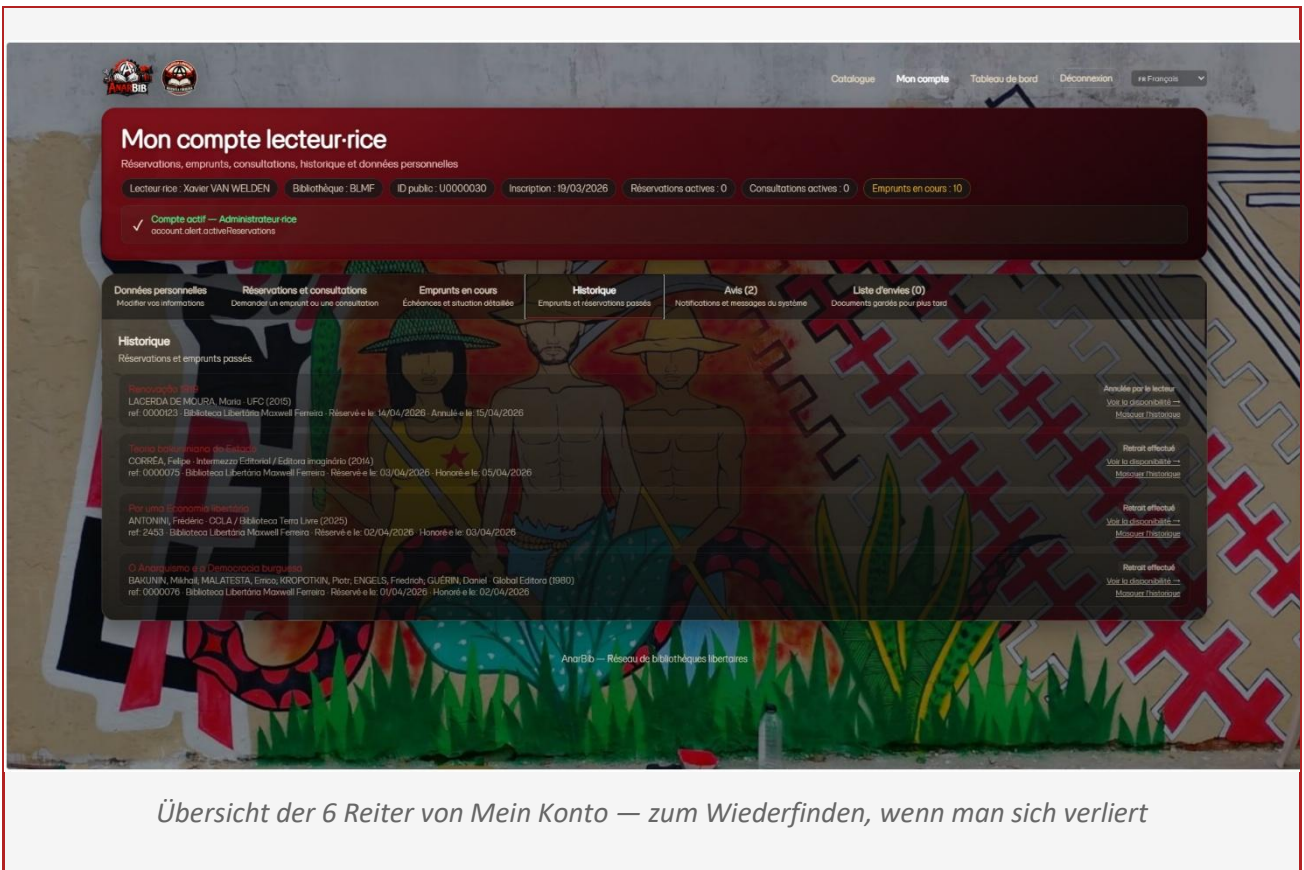 ANARBIB
Catalogue Mon compte Tableau de bord Déconnexion FR Français
Mon compte lecteur·rice
Réservations, emprunts, consultations, historique et données personnelles
Lecteur·rice : Xavier VAN WELDEN Bibliothèque : BLMF ID public : U0000030 Inscription : 19/03/2026 Réservations actives : 0 Consultations actives : 0 Emprunts en cours : 10
✓ Compte actif — Administrateur·rice
account.alert.activeReservations
Données personnelles Réservations et consultations Emprunts en cours Historique Avis (2) Liste d'envies (0)
Modifier vos informations Demander un emprunt ou une consultation Échéances et situation détaillée Emprunts et réservations passés Notifications et messages du système Documents gardés pour plus tard
Historique
Réservations et emprunts passés.
Renovação 1919 Annulée par le lecteur
LACERDA DE MOURA, Maria · UFC (2015) Voir la disponibilité →
ref: 0000123 · Biblioteca Libertária Maxwell Ferreira · Réservé·e le: 14/04/2026 · Annulé·e le: 15/04/2026 Masquer l'historique
Teoria bakuniniana do Estado Retrait effectué
CORRÊA, Felipe · Intermezzo Editorial / Editora Imaginário (2014) Voir la disponibilité →
ref: 0000075 · Biblioteca Libertária Maxwell Ferreira · Réservé·e le: 03/04/2026 · Honoré·e le: 05/04/2026 Masquer l'historique
Por uma Economia libertária Retrait effectué
ANTONINI, Frédéric · CCLA / Biblioteca Terra Livre (2025) Voir la disponibilité →
ref: 2453 · Biblioteca Libertária Maxwell Ferreira · Réservé·e le: 02/04/2026 · Honoré·e le: 03/04/2026 Masquer l'historique
O Anarquismo e a Democracia burguesa Retrait effectué
BAKUNIN, Mikhail, MALATESTA, Errico, KROPOTKIN, Piotr, ENGELS, Friedrich, GUÉRIN, Daniel · Global Editora (1980) Voir la disponibilité →
ref: 0000076 · Biblioteca Libertária Maxwell Ferreira · Réservé·e le: 01/04/2026 · Honoré·e le: 02/04/2026 Masquer l'historique
AnarBib — Réseau de bibliothèques libertaires
Übersicht der 6 Reiter von Mein Konto — zum Wiederfinden, wenn man sich verliert